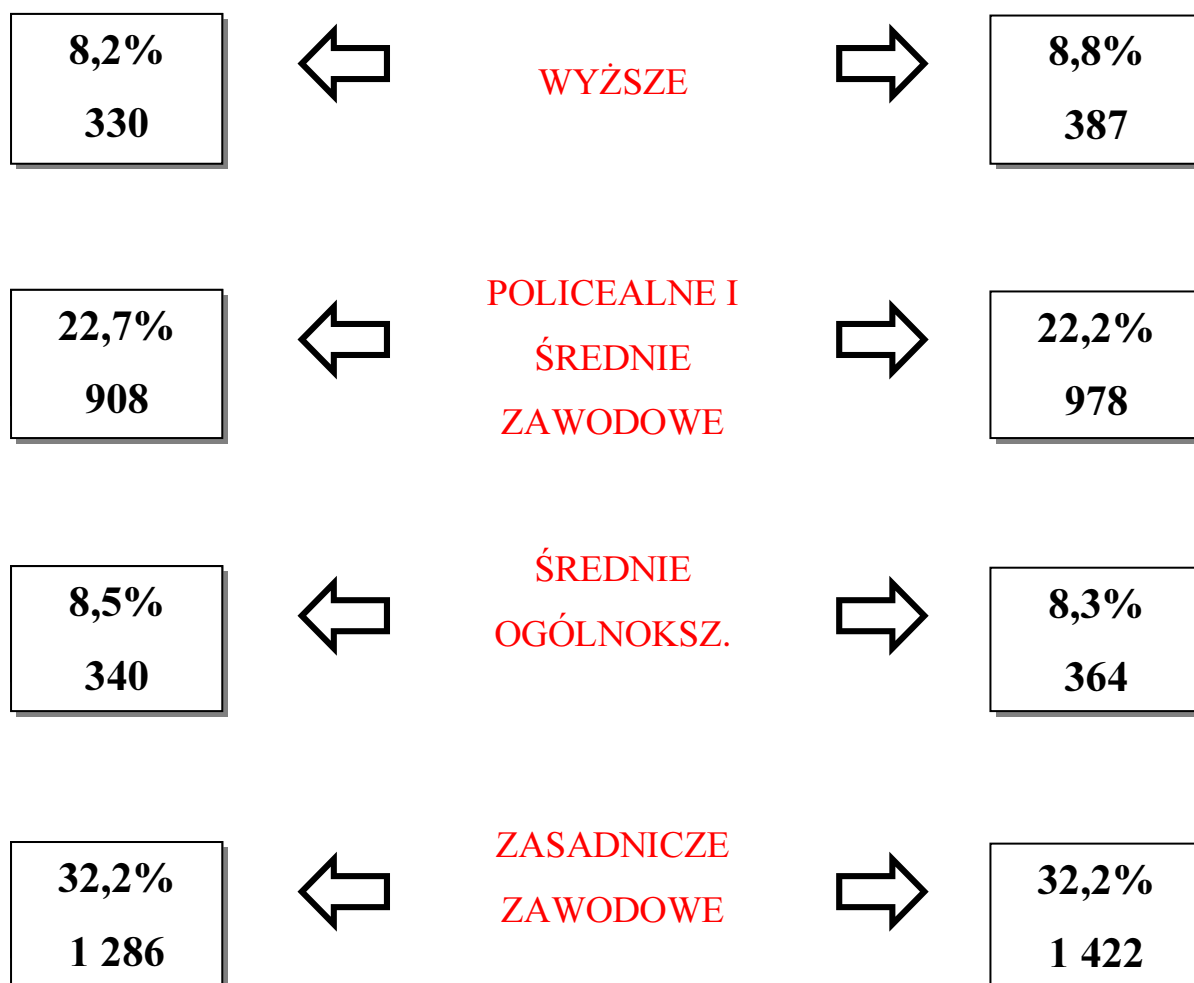 8,2%
330
WYŻSZE
8,8%
387
22,7%
908
POLICEALNE I
ŚREDNIE
ZAWODOWE
22,2%
978
8,5%
340
ŚREDNIE
OGÓLNOKSZ.
8,3%
364
32,2%
1 286
ZASADNICZE
ZAWODOWE
32,2%
1 422